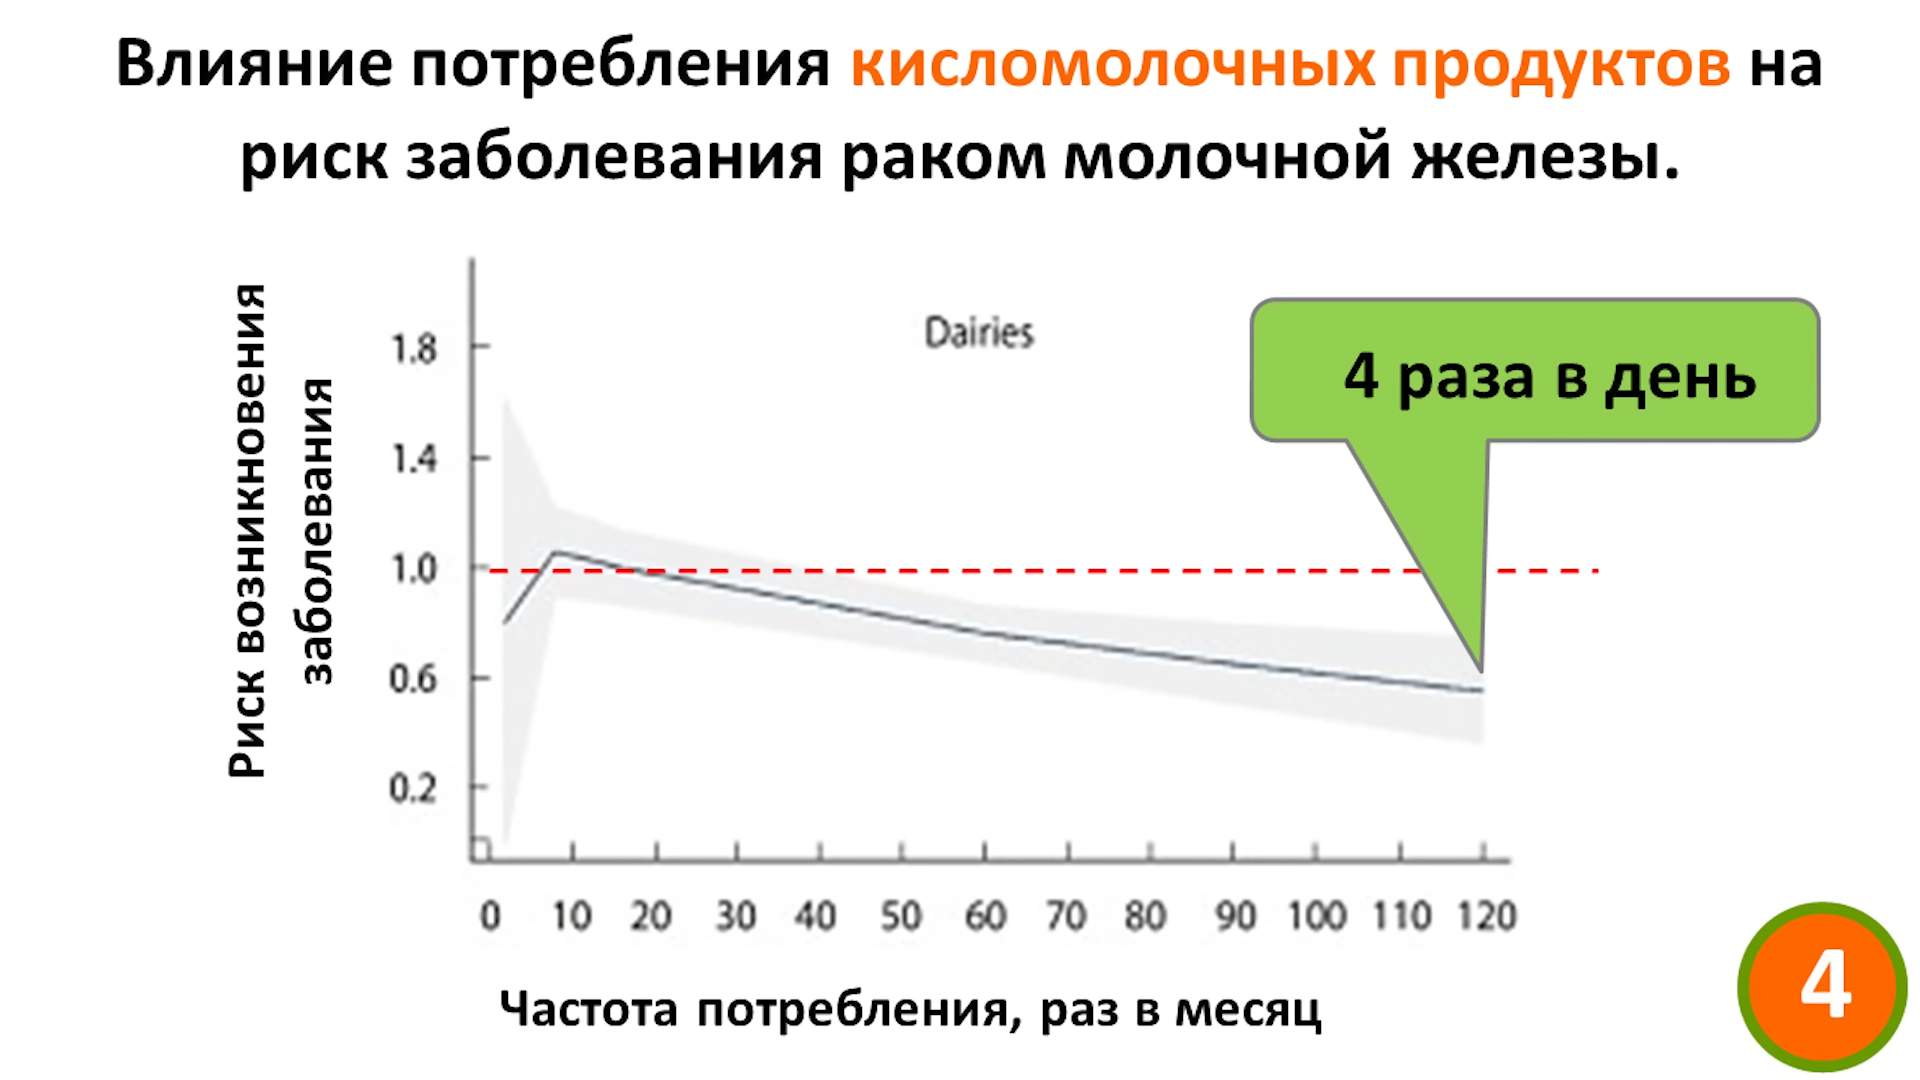 Влияние потребления кисломолочных продуктов на
риск заболевания раком молочной железы.
Риск возникновения
заболевания
Dairies
4 раза в день
1.8
1.4
1.0
0.6
0.2
0 10 20 30 40 50 60 70 80 90 100 110 120
Частота потребления, раз в месяц
4